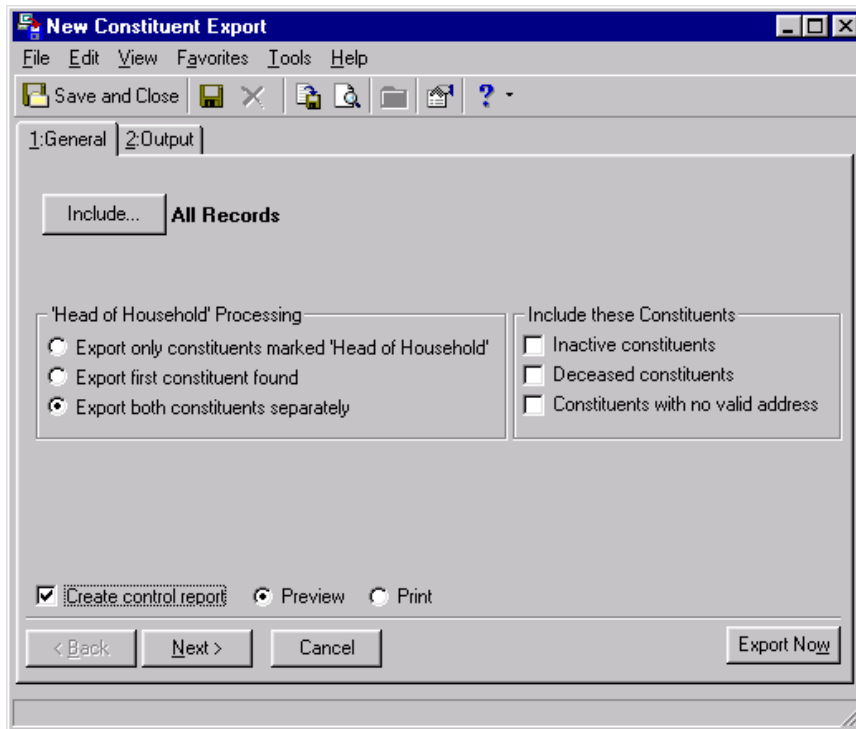 New Constituent Export
File Edit View Favorites Tools Help
Save and Close ?
1:General 2:Output
Include... All Records
'Head of Household' Processing
Export only constituents marked 'Head of Household'
Export first constituent found
Export both constituents separately
Include these Constituents
Inactive constituents
Deceased constituents
Constituents with no valid address
Create control report Preview Print
< Back Next > Cancel Export Now